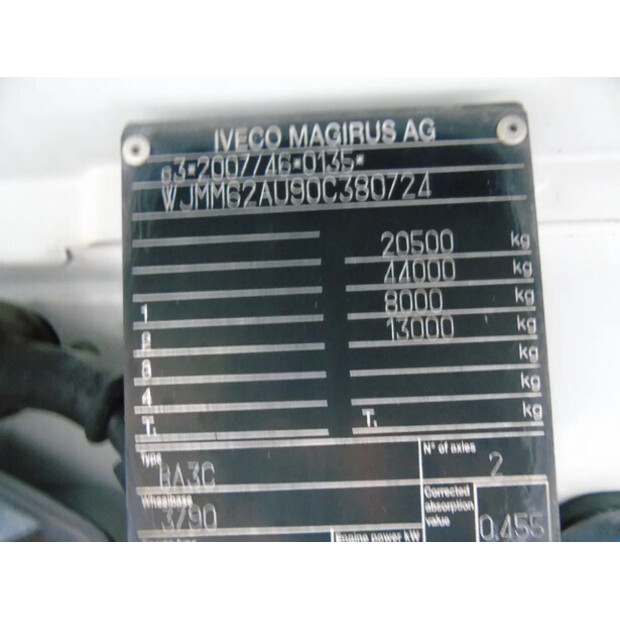 IVECO MAGIRUS AG
e3*2007/46*0135*
WJMM62AU90C380724
20500 kg
44000 kg
1 8000 kg
2 13000 kg
3 kg
4 kg
T. T. kg
Type
BA3C
N° of axles
2
Wheelbase
3790
Corrected absorption value
0.455
Engine power kW